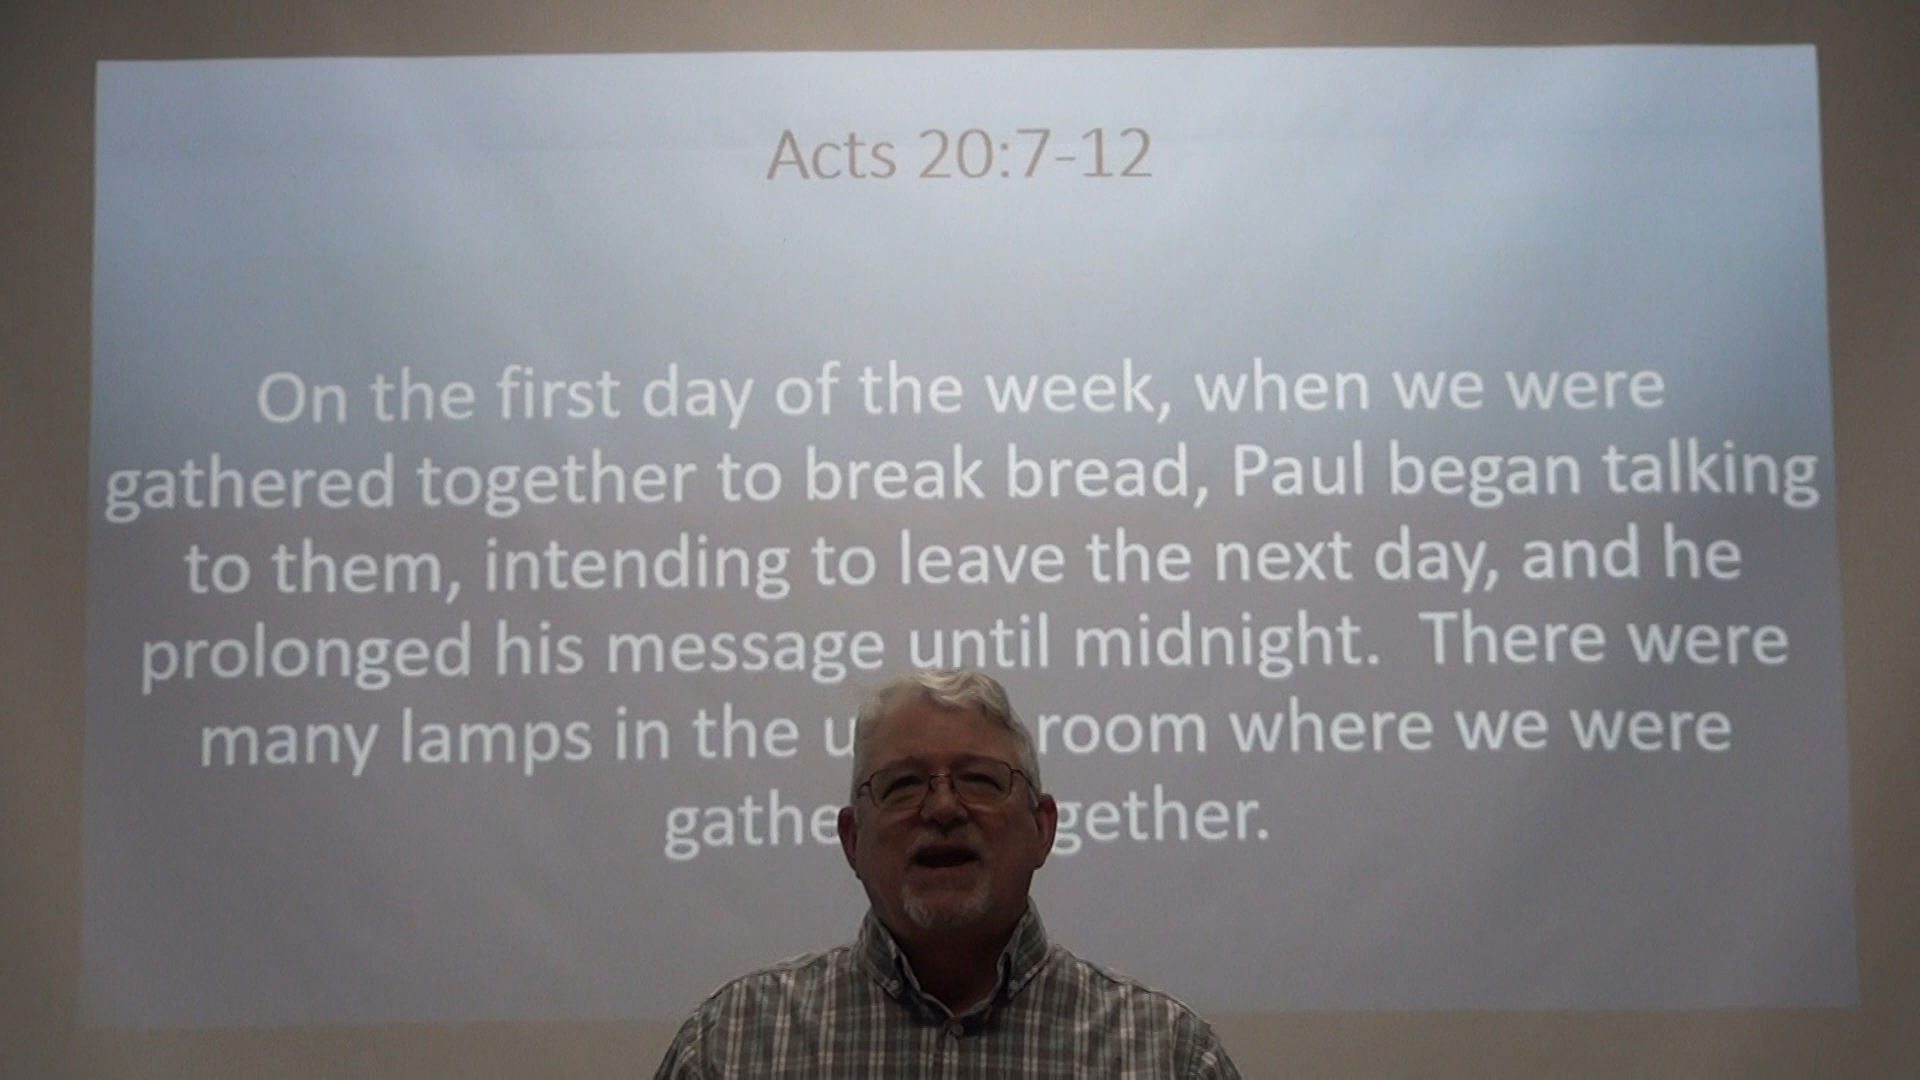 Acts 20:7-12
On the first day of the week, when we were
gathered together to break bread, Paul began talking
to them, intending to leave the next day, and he
prolonged his message until midnight.  There were
many lamps in the room where we were
gathe gether.